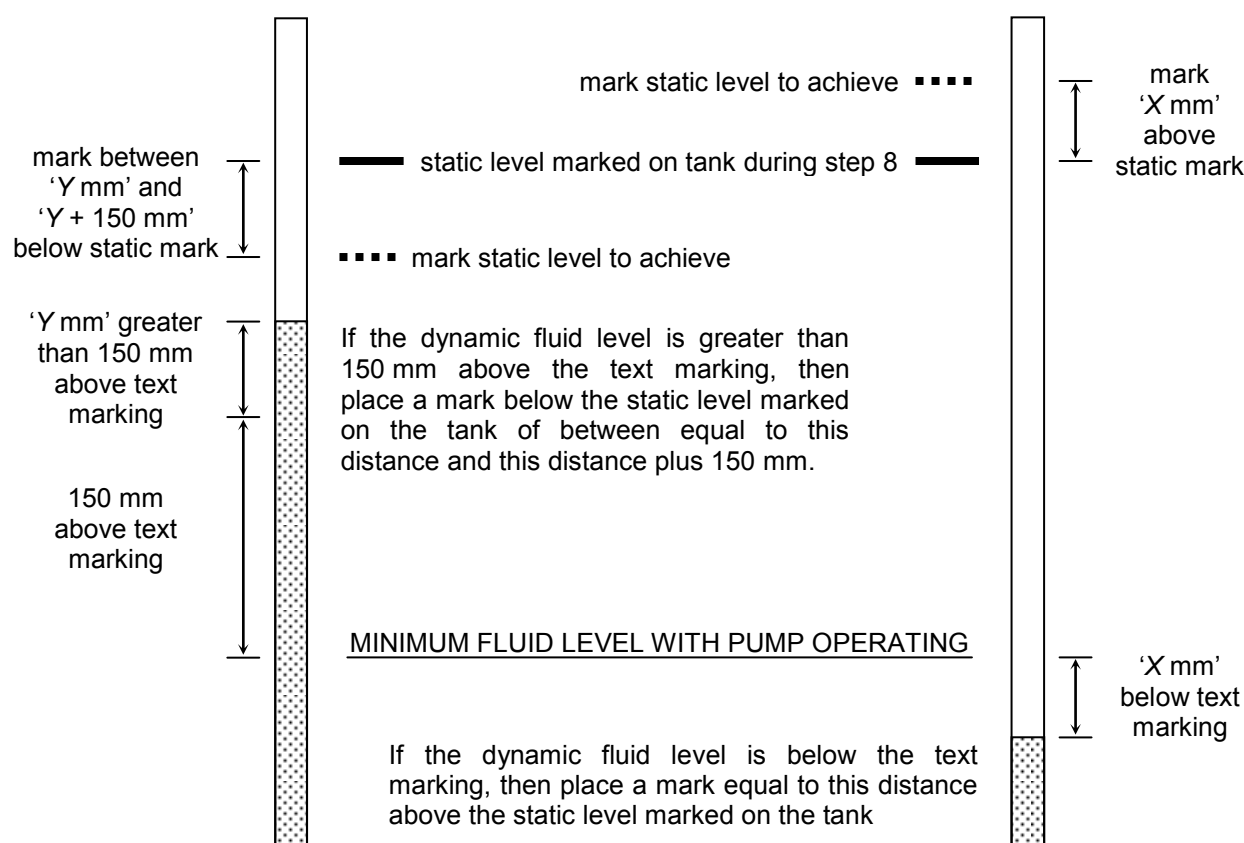 mark static level to achieve
mark
‘X mm’
above
static mark
mark between
‘Y mm’ and
‘Y + 150 mm’
below static mark
static level marked on tank during step 8
mark static level to achieve
‘Y mm’ greater
than 150 mm
above text
marking
If the dynamic fluid level is greater than
150 mm above the text marking, then
place a mark below the static level marked
on the tank of between equal to this
distance and this distance plus 150 mm.
150 mm
above text
marking
MINIMUM FLUID LEVEL WITH PUMP OPERATING
‘X mm’
below text
marking
If the dynamic fluid level is below the text
marking, then place a mark equal to this distance
above the static level marked on the tank